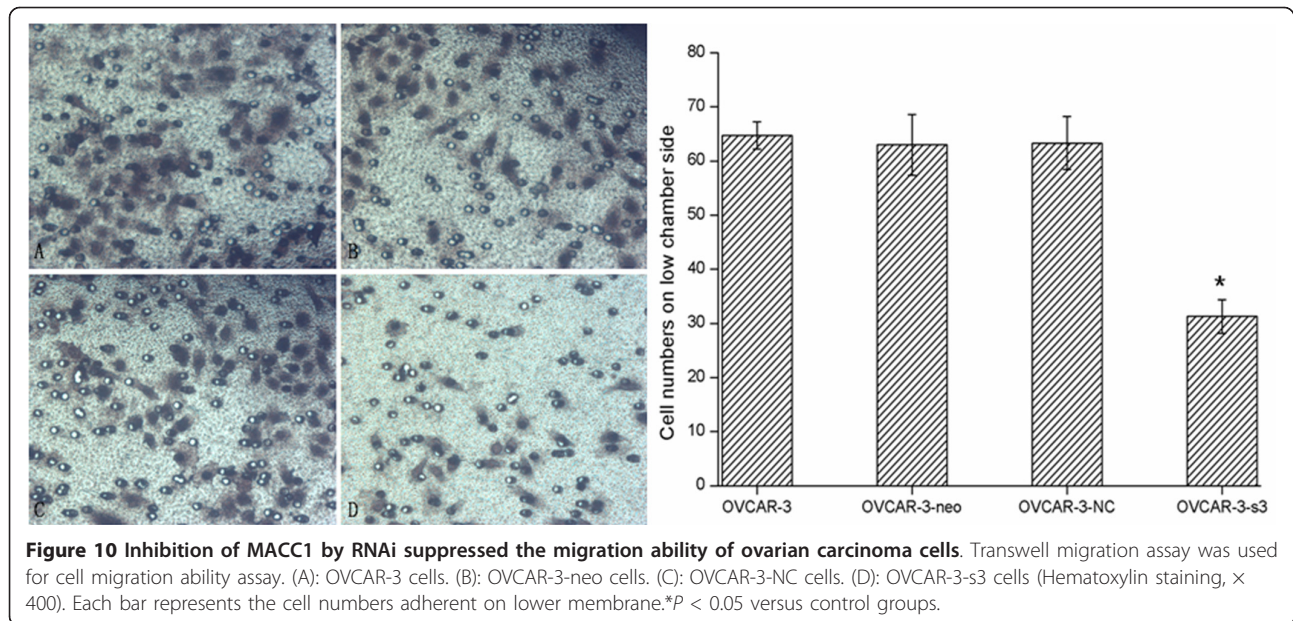 A
B
C
D
80
70
60
50
40
30
20
10
0
Cell numbers on low chamber side
*
OVCAR-3 OVCAR-3-neo OVCAR-3-NC OVCAR-3-s3
Figure 10 Inhibition of MACC1 by RNAi suppressed the migration ability of ovarian carcinoma cells. Transwell migration assay was used
for cell migration ability assay. (A): OVCAR-3 cells. (B): OVCAR-3-neo cells. (C): OVCAR-3-NC cells. (D): OVCAR-3-s3 cells (Hematoxylin staining, ×
400). Each bar represents the cell numbers adherent on lower membrane.*P < 0.05 versus control groups.